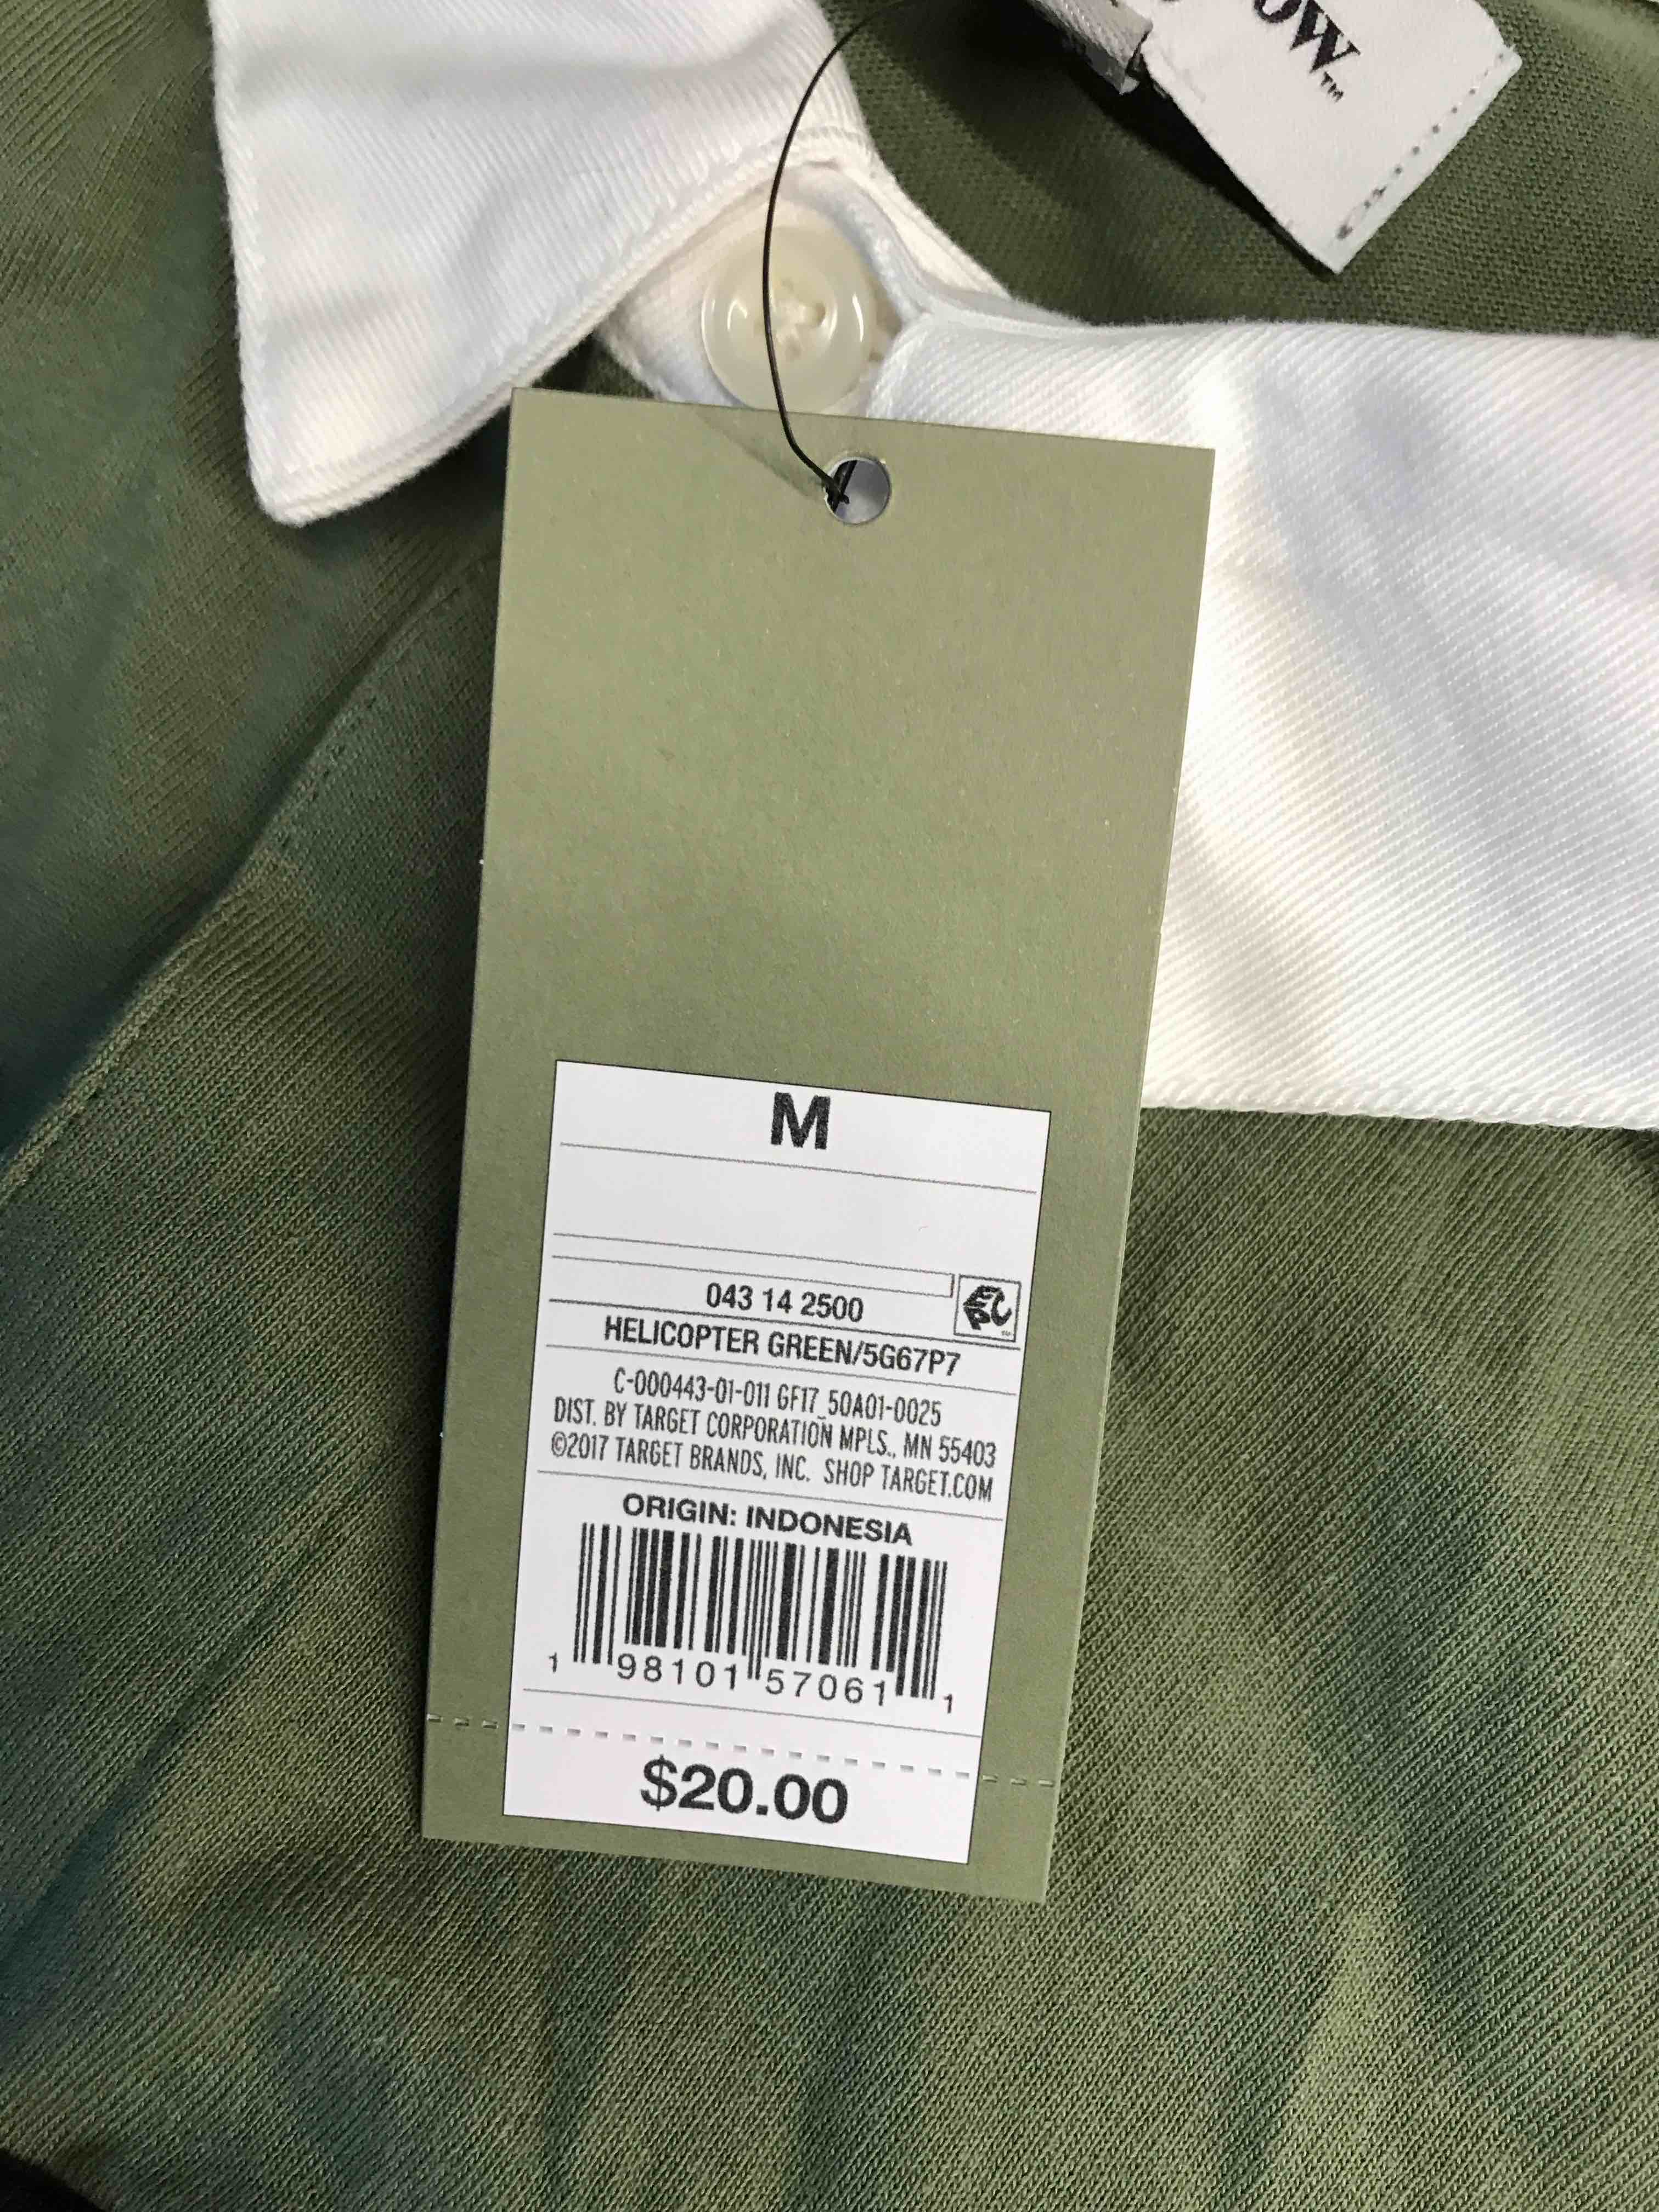 ow™
M
043 14 2500
HELICOPTER GREEN/5G67P7
C-000443-01-011 GF17_50A01-0025
DIST. BY TARGET CORPORATION MPLS., MN 55403
©2017 TARGET BRANDS, INC. SHOP TARGET.COM
ORIGIN: INDONESIA
1 98101 57061 1
$20.00